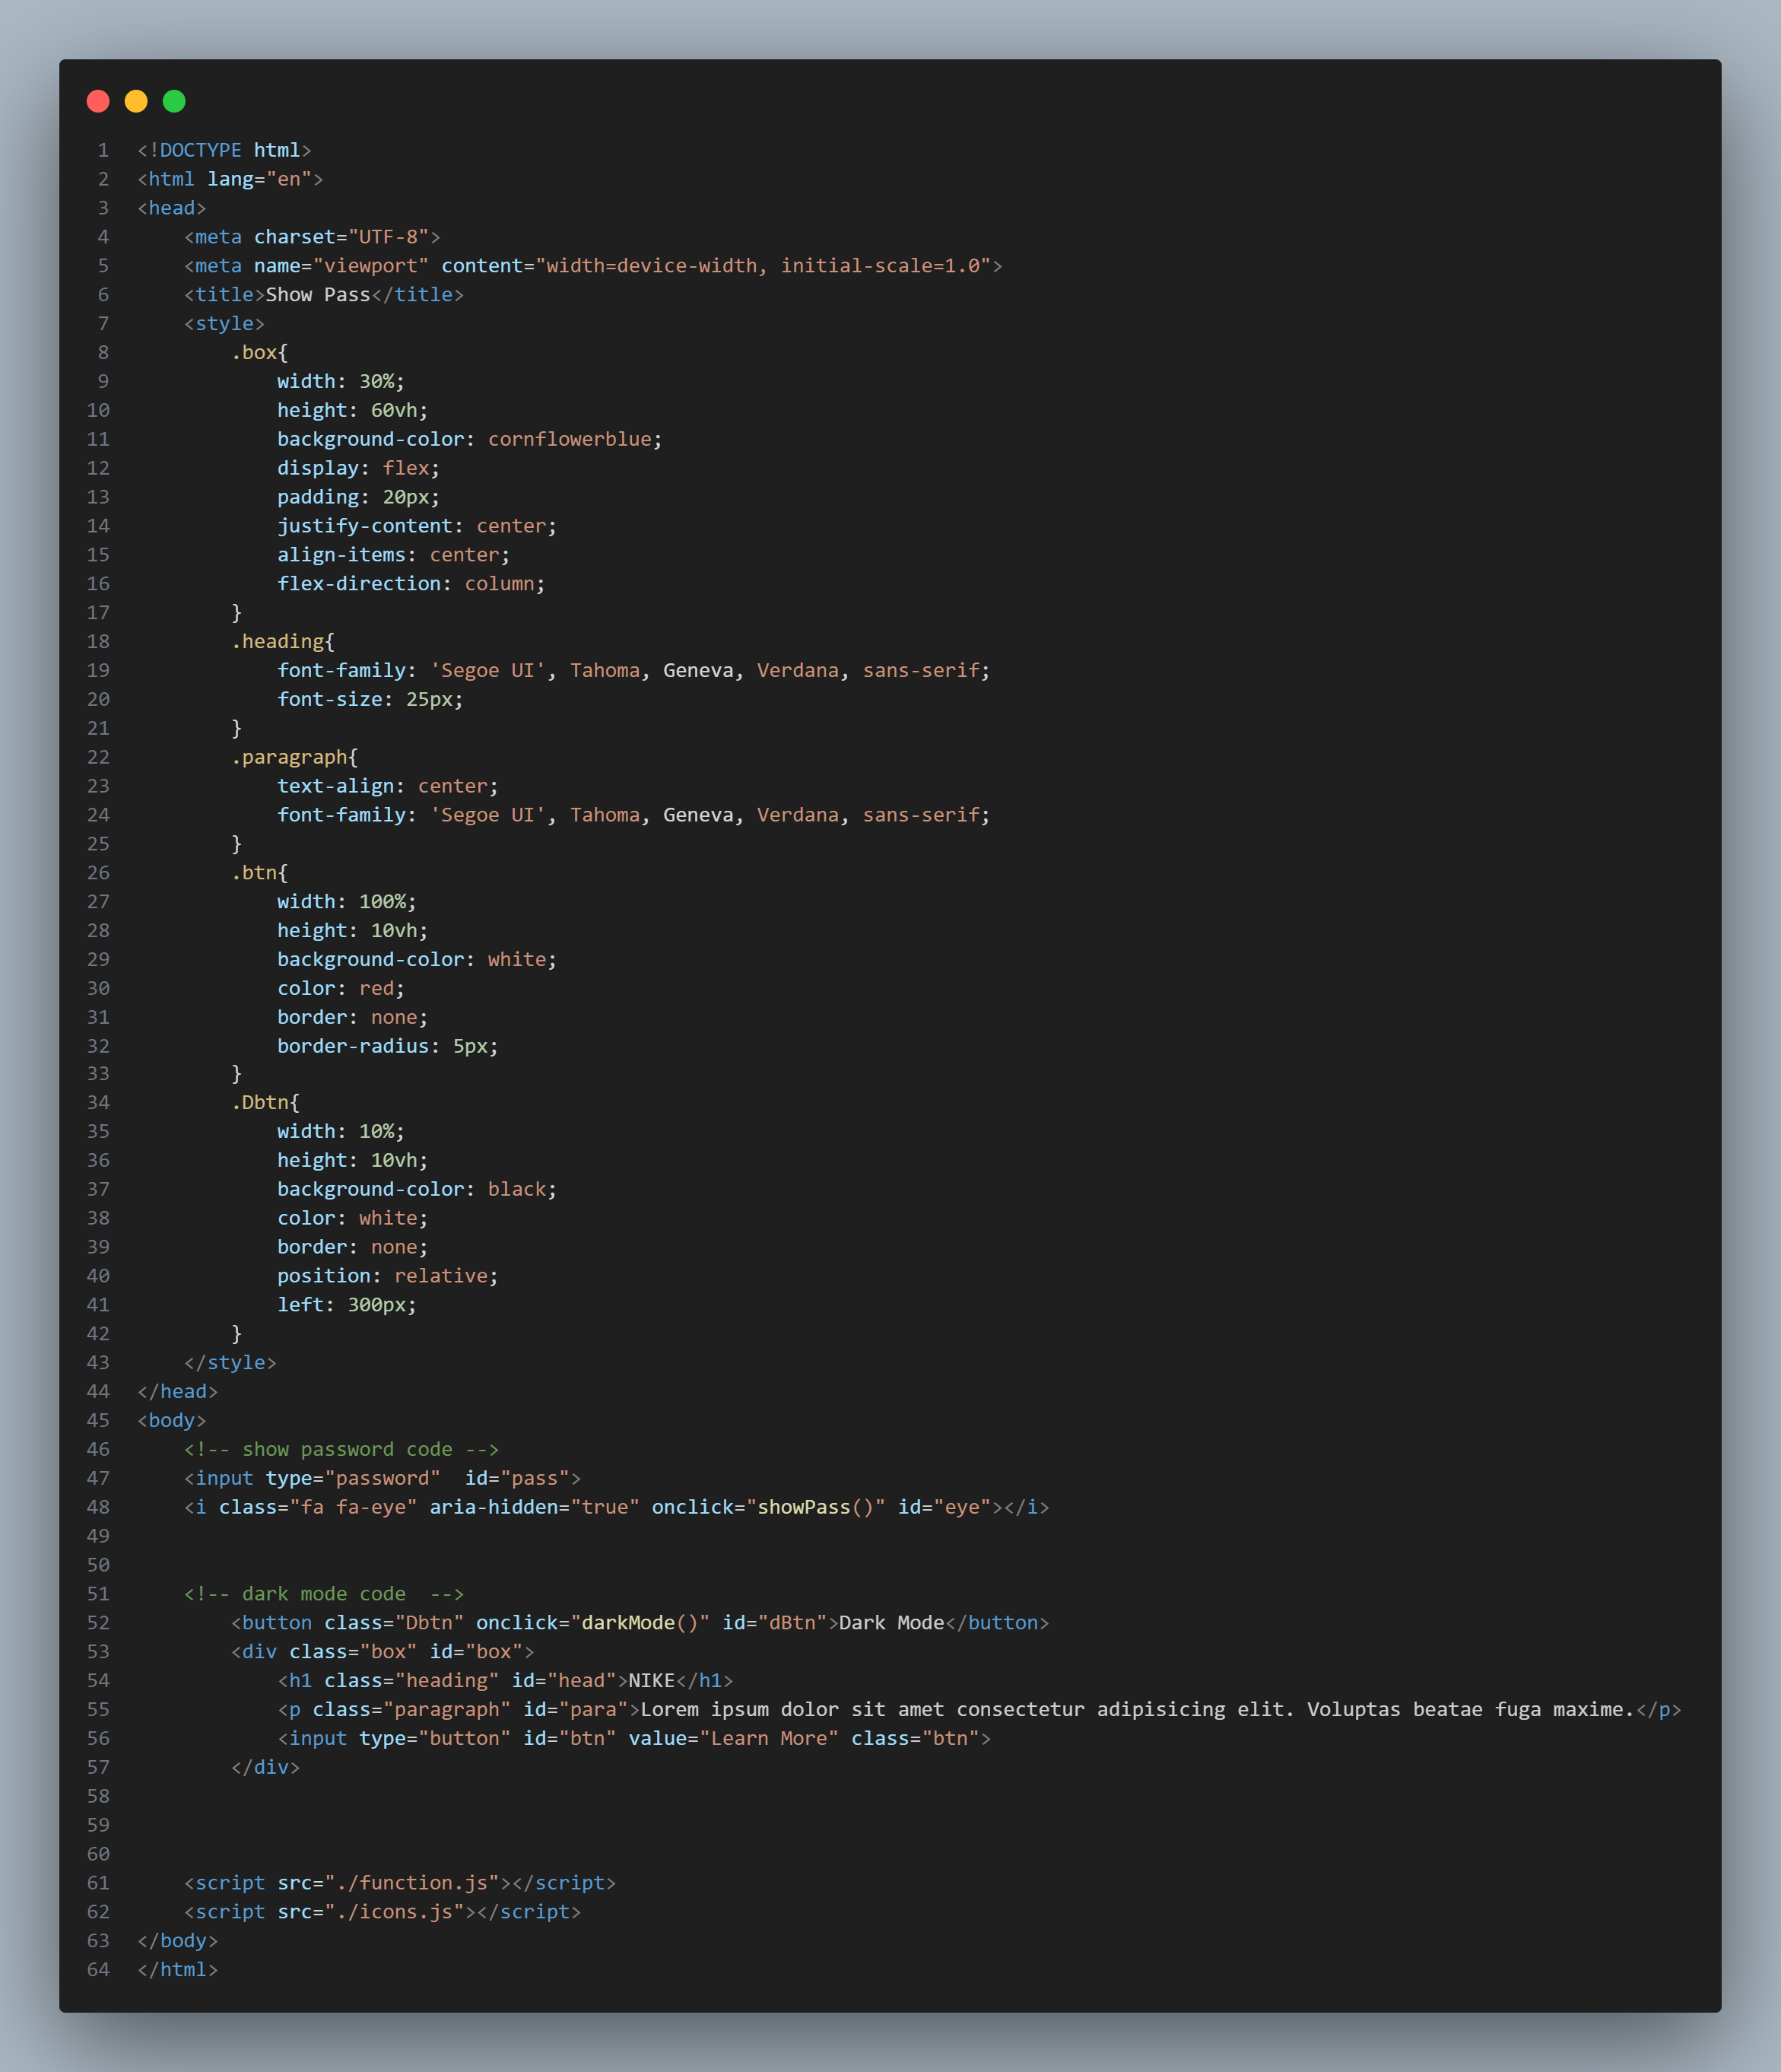 1 <!DOCTYPE html>
2 <html lang="en">
3 <head>
4     <meta charset="UTF-8">
5     <meta name="viewport" content="width=device-width, initial-scale=1.0">
6     <title>Show Pass</title>
7     <style>
8         .box{
9             width: 30%;
10             height: 60vh;
11             background-color: cornflowerblue;
12             display: flex;
13             padding: 20px;
14             justify-content: center;
15             align-items: center;
16             flex-direction: column;
17         }
18         .heading{
19             font-family: 'Segoe UI', Tahoma, Geneva, Verdana, sans-serif;
20             font-size: 25px;
21         }
22         .paragraph{
23             text-align: center;
24             font-family: 'Segoe UI', Tahoma, Geneva, Verdana, sans-serif;
25         }
26         .btn{
27             width: 100%;
28             height: 10vh;
29             background-color: white;
30             color: red;
31             border: none;
32             border-radius: 5px;
33         }
34         .Dbtn{
35             width: 10%;
36             height: 10vh;
37             background-color: black;
38             color: white;
39             border: none;
40             position: relative;
41             left: 300px;
42         }
43     </style>
44 </head>
45 <body>
46     <!-- show password code -->
47     <input type="password"  id="pass">
48     <i class="fa fa-eye" aria-hidden="true" onclick="showPass()" id="eye"></i>
49
50
51     <!-- dark mode code  -->
52         <button class="Dbtn" onclick="darkMode()" id="dBtn">Dark Mode</button>
53         <div class="box" id="box">
54             <h1 class="heading" id="head">NIKE</h1>
55             <p class="paragraph" id="para">Lorem ipsum dolor sit amet consectetur adipisicing elit. Voluptas beatae fuga maxime.</p>
56             <input type="button" id="btn" value="Learn More" class="btn">
57         </div>
58
59
60
61     <script src="./function.js"></script>
62     <script src="./icons.js"></script>
63 </body>
64 </html>